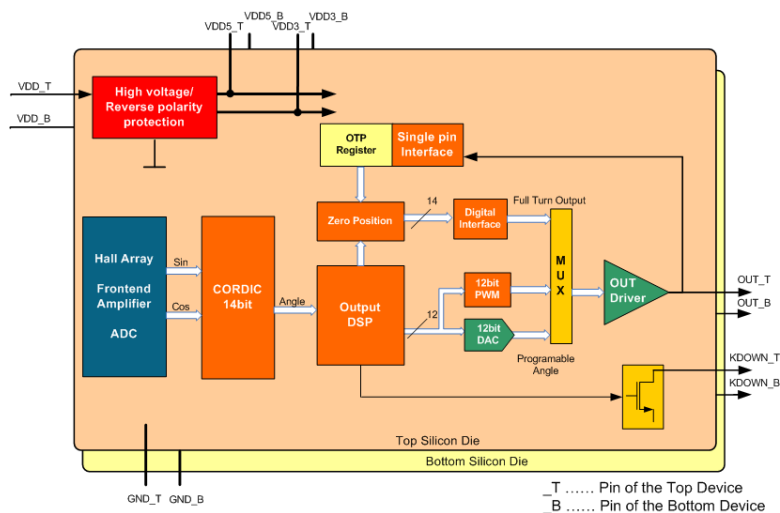 VDD5_B
VDD3_B
VDD5_T
VDD3_T
VDD_T
VDD_B
High voltage/
Reverse polarity
protection
OTP
Register
Single pin
Interface
Zero Position
14
Digital
Interface
Full Turn Output
Hall Array
Frontend
Amplifier
ADC
Sin
Cos
CORDIC
14bit
Angle
Output
DSP
12
12bit
PWM
12bit
DAC
M
U
X
Programable
Angle
OUT
Driver
OUT_T
OUT_B
KDOWN_T
KDOWN_B
Top Silicon Die
Bottom Silicon Die
GND_T
GND_B
_T ...... Pin of the Top Device
_B ...... Pin of the Bottom Device